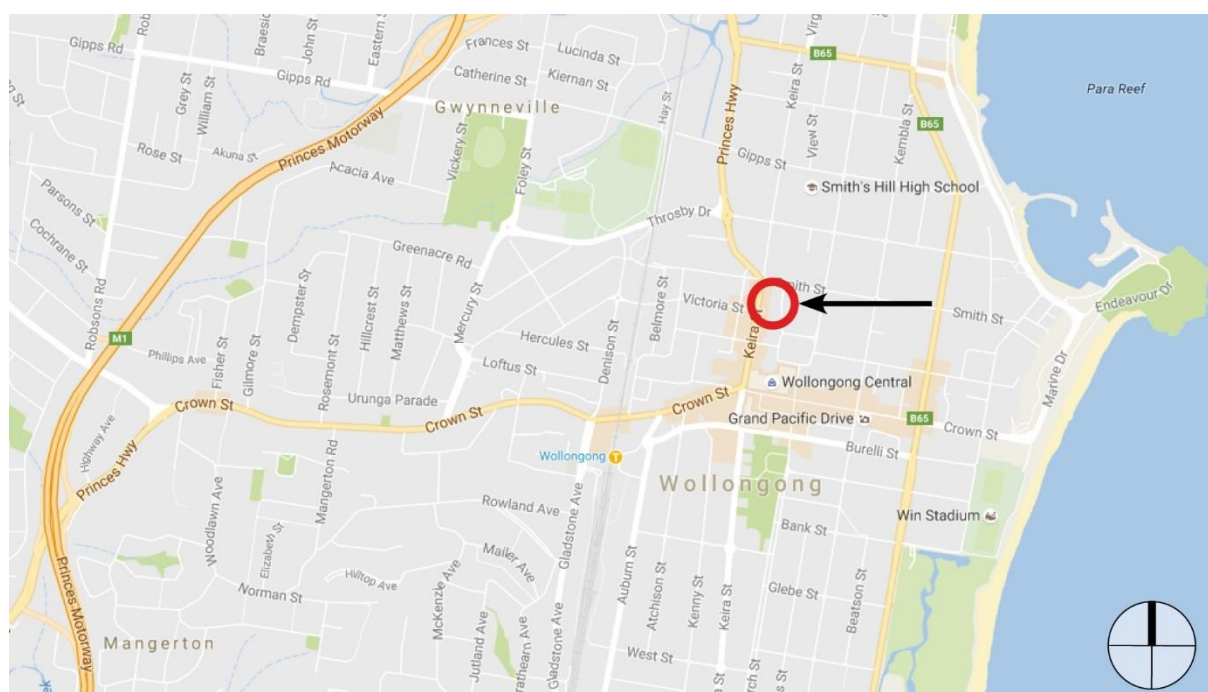 Gipps Rd
Braesid
John St
Eastern S
Frances St
Lucinda St
Virg
B65
Para Reef
Gipps Rd
Catherine St
Kiernan St
Hay St
Princes Hwy
Keira St
Grey St
William St
Gwynneville
View St
Kembla St
B65
Rose St
Akuna St
Princes Motorway
Vickery St
Foley St
Gipps St
Acacia Ave
Smith's Hill High School
Parsons St
Throsby Dr
Cochrane St
Greenacre Rd
Robsons Rd
Dempster St
Hillcrest St
Matthews St
Mercury St
Belmore St
Victoria St
Smith St
Endeavour Dr
M1
Hercules St
Denison St
Keira
Phillips Ave
Fisher St
Gilmore St
Rosemont St
Loftus St
Marine Dr
Wollongong Central
Urunga Parade
Crown St
Crown St
Crown St
Grand Pacific Drive
B65
Crown St
Highway Ave
Princes Hwy
Mangerton Rd
Wollongong
T
Burelli St
Wollongong
Woodlawn Ave
Rowland Ave
Gladstone Ave
Win Stadium
Elizabeth St
Bank St
Mailer Ave
Auburn St
Princes Motorway
Norman St
Hilltop Ave
McKenzie Ave
Atchison St
Kenny St
Keira St
Glebe St
Beatson St
Mangerton
Jutland Ave
Gladstone Ave
West St